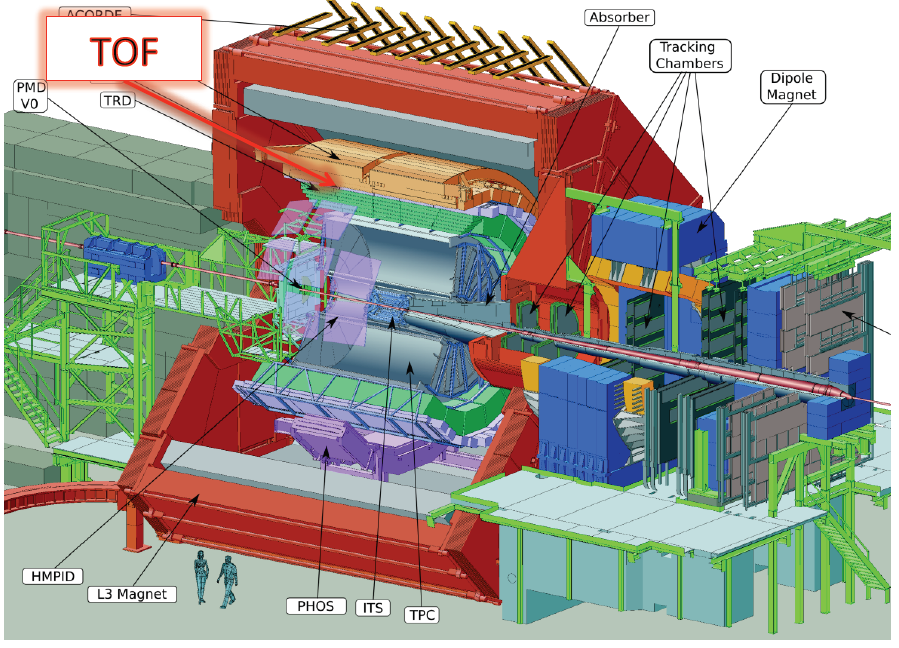 ACORDE
Absorber
TOF
Tracking
Chambers
Dipole
Magnet
PMD
V0
TRD
HMPID
L3 Magnet
PHOS
ITS
TPC